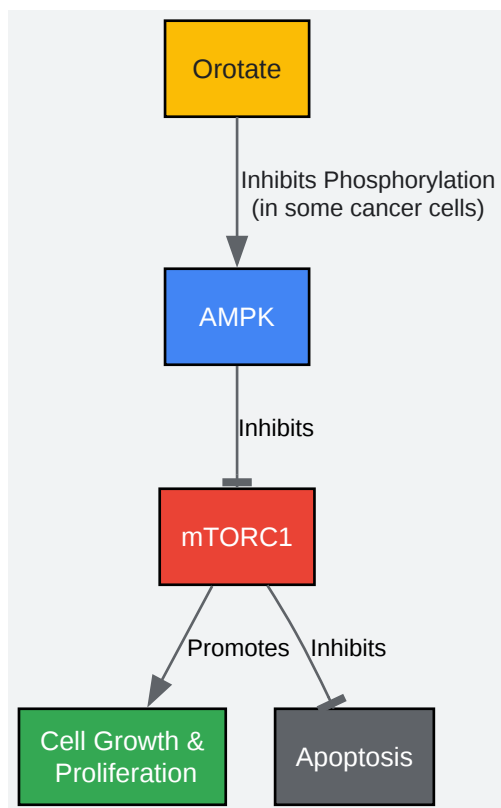 Orotate
Inhibits Phosphorylation
(in some cancer cells)
AMPK
Inhibits
mTORC1
Promotes
Inhibits
Cell Growth &
Proliferation
Apoptosis